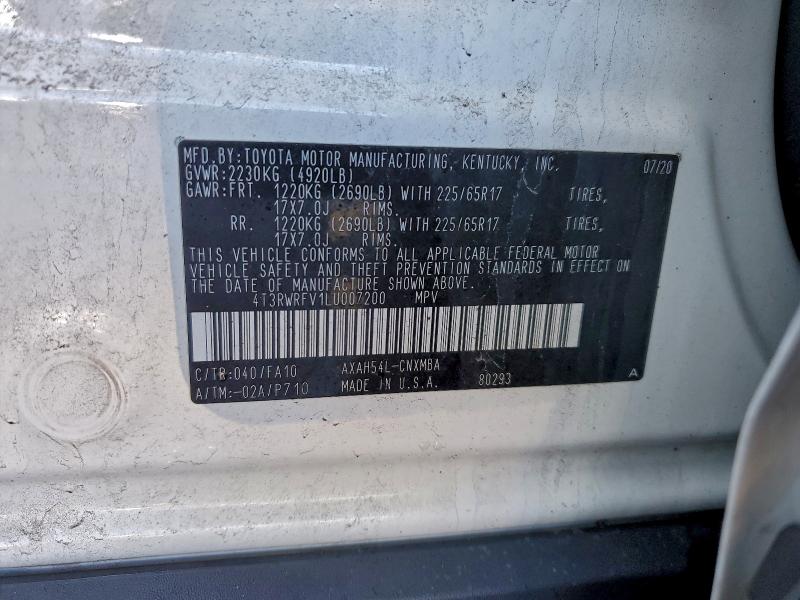 MFD.BY:TOYOTA MOTOR MANUFACTURING, KENTUCKY, INC. 07/20
GVWR:2230KG (4920LB)
GAWR:FRT. 1220KG (2690LB) WITH 225/65R17 TIRES,
17X7.0J RIMS.
RR. 1220KG (2690LB) WITH 225/65R17 TIRES,
17X7.0J RIMS.
THIS VEHICLE CONFORMS TO ALL APPLICABLE FEDERAL MOTOR
VEHICLE SAFETY AND THEFT PREVENTION STANDARDS IN EFFECT ON
THE DATE OF MANUFACTURE SHOWN ABOVE.
4T3RWRFV1LU007200 MPV
C/TR:040/FA10 AXAH54L-CNXMBA
A/TM:-02A/P710 MADE IN U.S.A. 80293 A